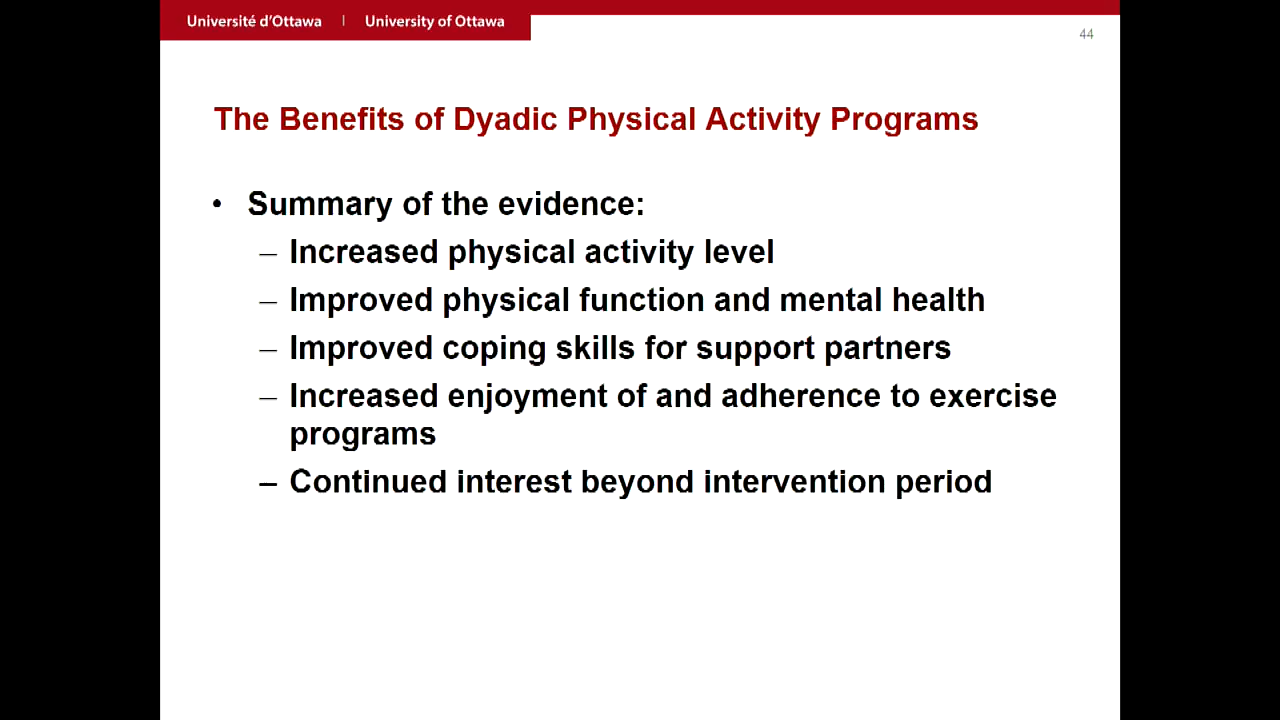 Université d'Ottawa | University of Ottawa
44
The Benefits of Dyadic Physical Activity Programs
• Summary of the evidence:
– Increased physical activity level
– Improved physical function and mental health
– Improved coping skills for support partners
– Increased enjoyment of and adherence to exercise
programs
– Continued interest beyond intervention period